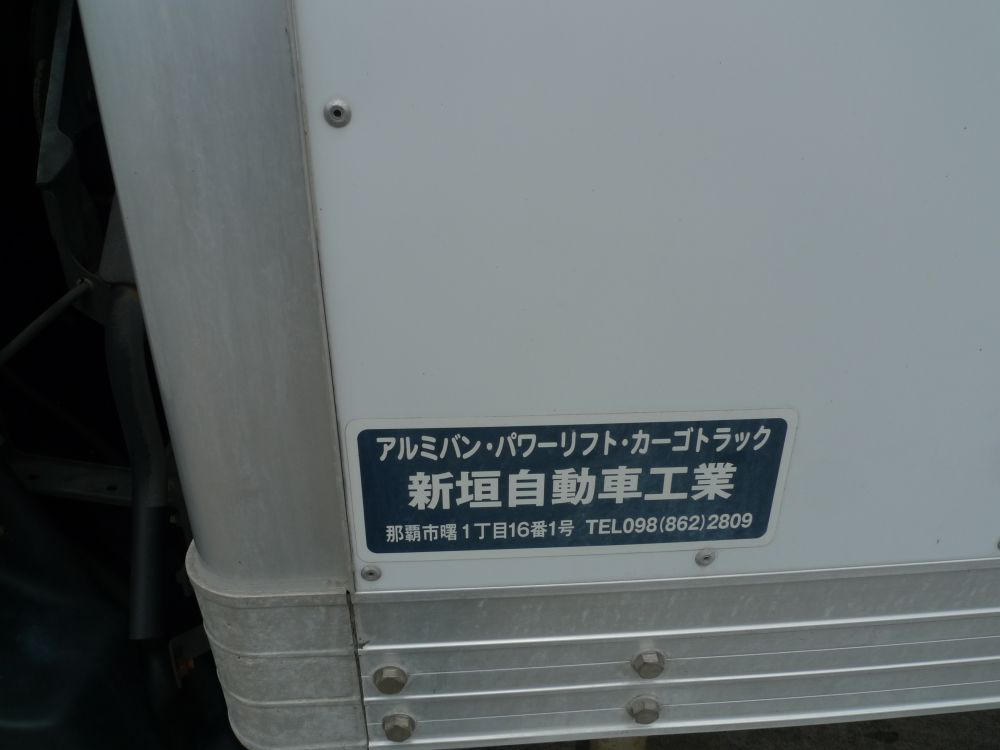 アルミバン・パワーリフト・カーゴトラック
新垣自動車工業
那覇市曙1丁目16番1号 TEL098(862)2809